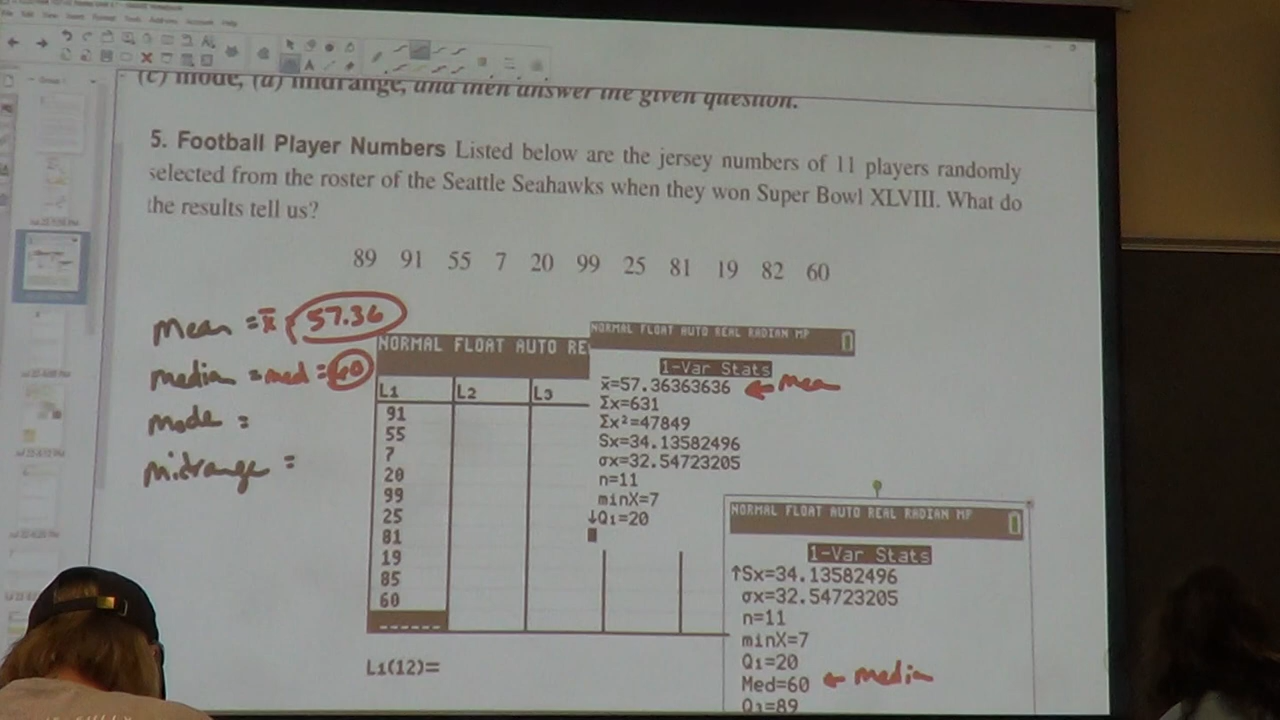 (c) mode, (d) midrange, and then answer the given question.
5. Football Player Numbers Listed below are the jersey numbers of 11 players randomly
selected from the roster of the Seattle Seahawks when they won Super Bowl XLVIII. What do
the results tell us?
89 91 55 7 20 99 25 81 19 82 60
mean = x̄ = 57.36
median = med = 60
mode =
midrange =
NORMAL FLOAT AUTO RE
L1 L2 L3
91
55
7
20
99
25
81
19
85
60
------
L1(12)=
NORMAL FLOAT AUTO REAL RADIAN MP
1-Var Stats
x̄=57.36363636 ← mean
Σx=631
Σx²=47849
Sx=34.13582496
σx=32.54723205
n=11
minX=7
↓Q1=20
NORMAL FLOAT AUTO REAL RADIAN MP
1-Var Stats
↑Sx=34.13582496
σx=32.54723205
n=11
minX=7
Q1=20
Med=60 ← median
Q3=89